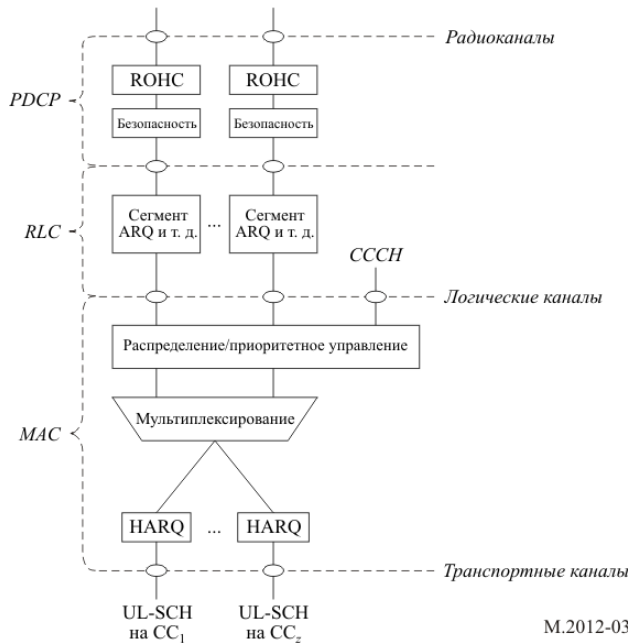 Радиоканалы
ROHC ROHC
PDCP
Безопасность Безопасность
Сегмент ARQ и т. д. ... Сегмент ARQ и т. д.
RLC
CCCH
Логические каналы
Распределение/приоритетное управление
Мультиплексирование
MAC
HARQ ... HARQ
Транспортные каналы
UL-SCH UL-SCH
на CC1 на CCz
M.2012-03